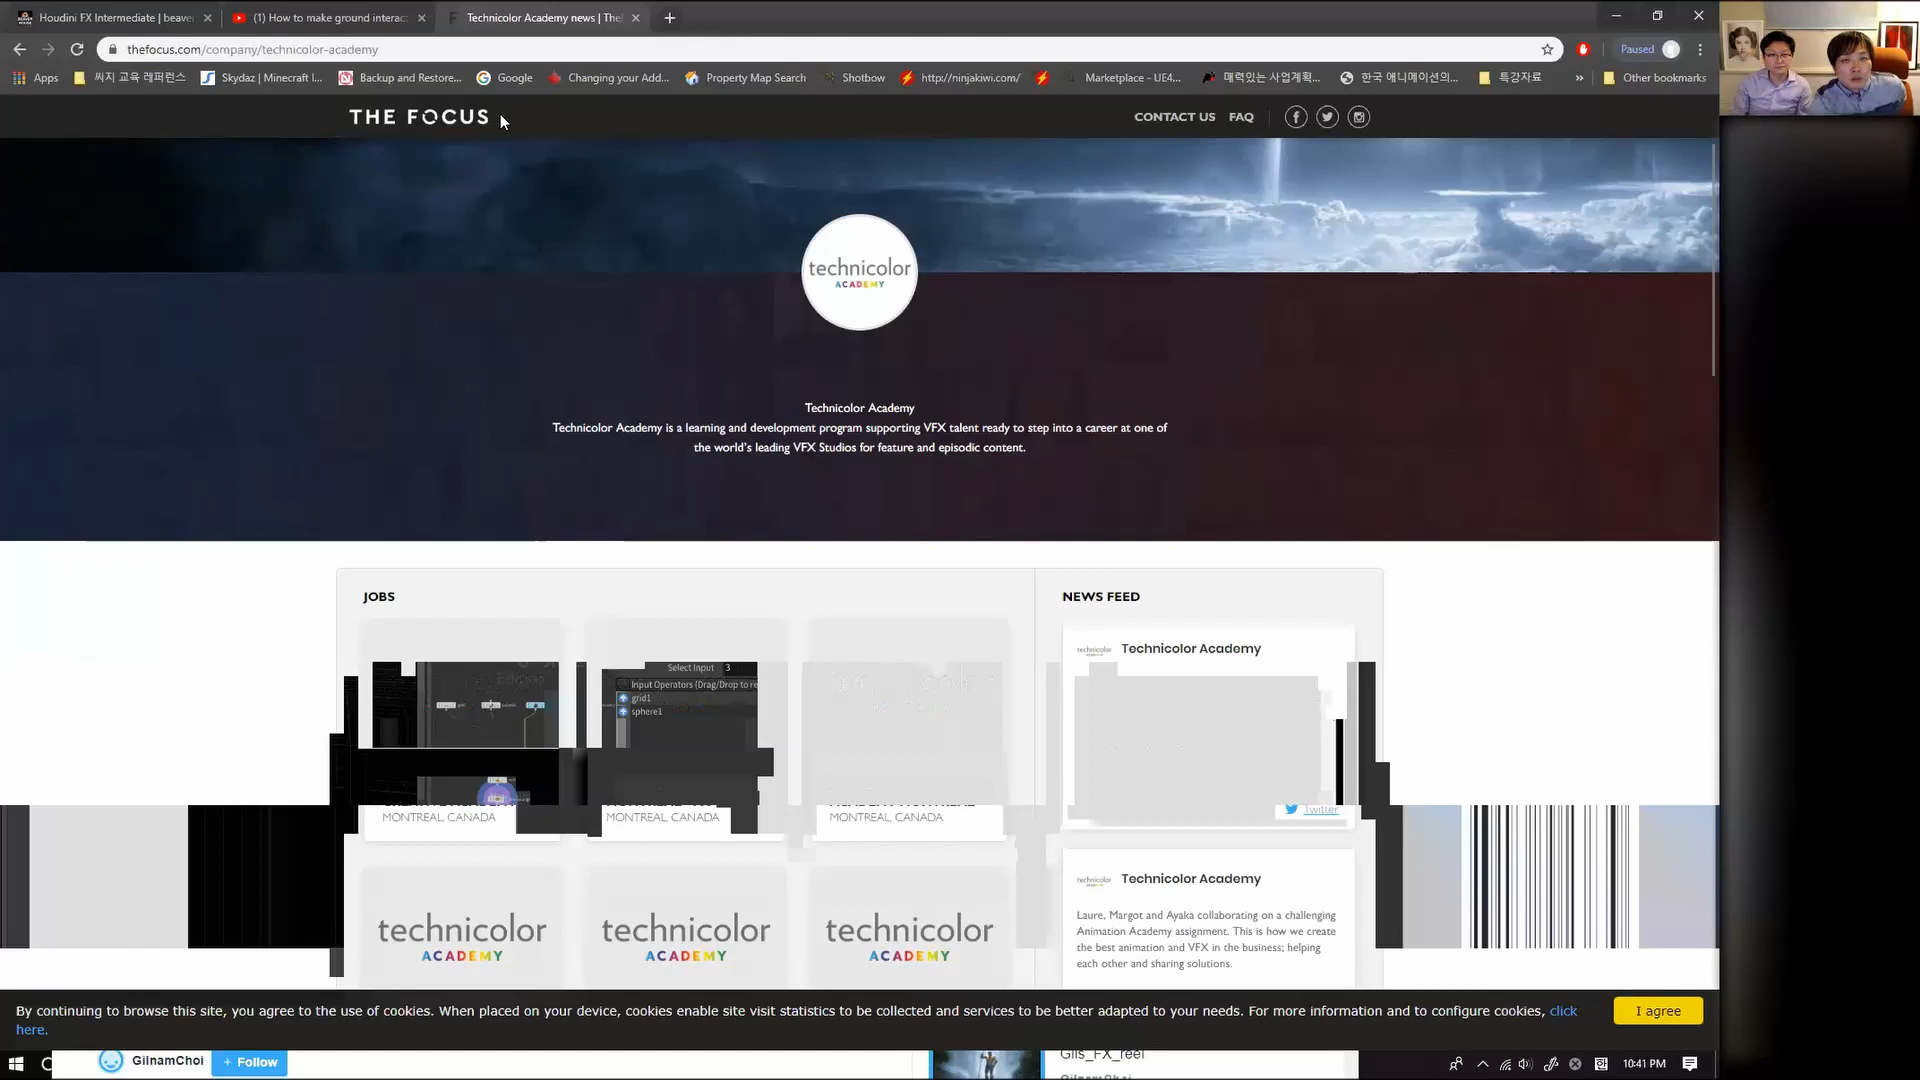 Houdini FX Intermediate | beaver
(1) How to make ground interac
Technicolor Academy news | The
thefocus.com/company/technicolor-academy
Paused
Apps
씨지 교육 레퍼런스
Skydaz | Minecraft I...
Backup and Restore...
Google
Changing your Add...
Property Map Search
Shotbow
http://ninjakiwi.com/
Marketplace - UE4...
매력있는 사업계획...
한국 애니메이션의...
특강자료
»
Other bookmarks
THE FOCUS
CONTACT US
FAQ
technicolor
ACADEMY
Technicolor Academy
Technicolor Academy is a learning and development program supporting VFX talent ready to step into a career at one of
the world's leading VFX Studios for feature and episodic content.
JOBS
NEWS FEED
Technicolor Academy
Select Input 3
Input Operators (Drag/Drop to re
grid1
sphere1
MONTREAL, CANADA
MONTREAL, CANADA
MONTREAL, CANADA
Twitter
technicolor
ACADEMY
technicolor
ACADEMY
technicolor
ACADEMY
Technicolor Academy
Laure, Margot and Ayaka collaborating on a challenging
Animation Academy assignment. This is how we create
the best animation and VFX in the business; helping
each other and sharing solutions.
By continuing to browse this site, you agree to the use of cookies. When placed on your device, cookies enable site visit statistics to be collected and services to be better adapted to your needs. For more information and to configure cookies, click
here.
I agree
GilnamChoi
+ Follow
Gils_FX_reel
10:41 PM